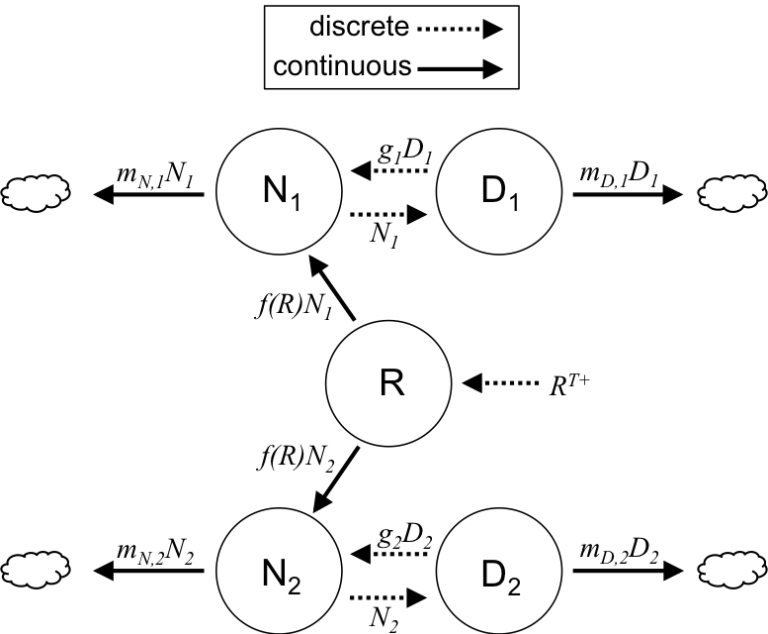 discrete
continuous
m_{N,1}N_1
N_1
g_1D_1
N_1
D_1
m_{D,1}D_1
f(R)N_1
R
R^{T+}
f(R)N_2
m_{N,2}N_2
N_2
g_2D_2
N_2
D_2
m_{D,2}D_2